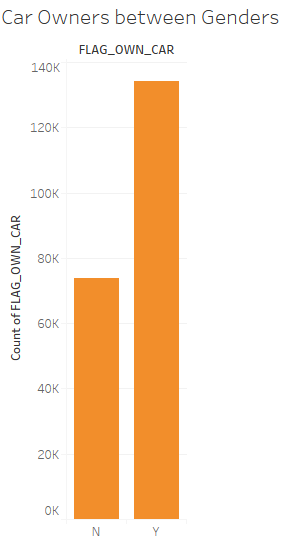 Car Owners between Genders
FLAG_OWN_CAR
140K
120K
100K
80K
60K
40K
20K
0K
Count of FLAG_OWN_CAR
N
Y